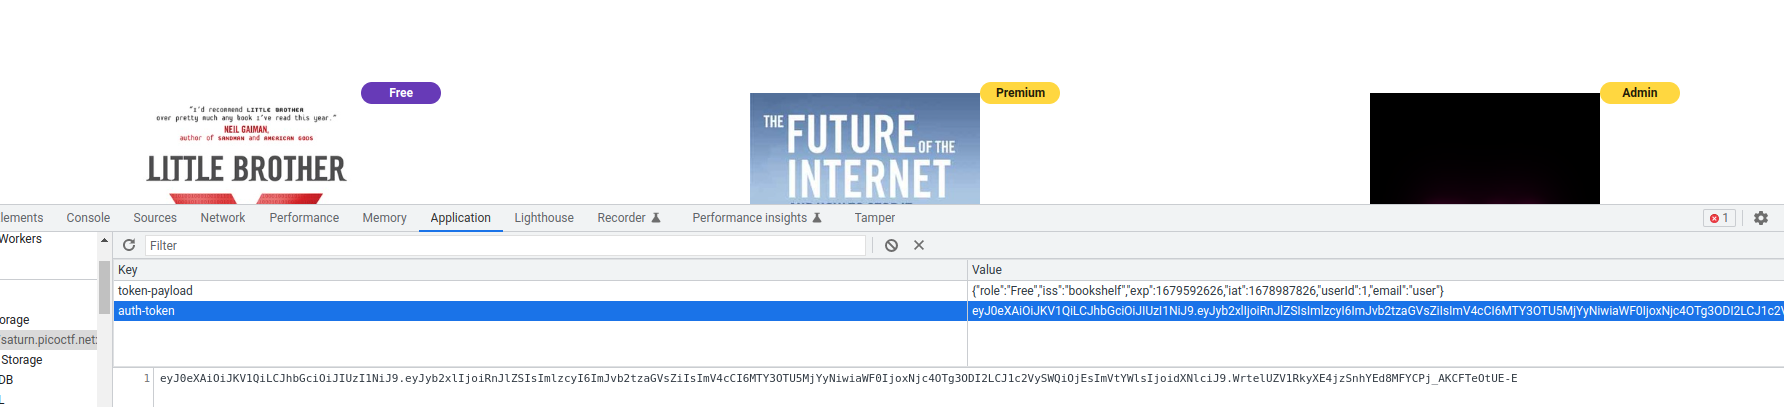 Free
Premium
Admin
"I'd recommend LITTLE BROTHER
over pretty much any book I've read this year."
NEIL GAIMAN,
author of SANDMAN and AMERICAN GODS
LITTLE BROTHER
THE FUTURE OF THE
INTERNET
lements Console Sources Network Performance Memory Application Lighthouse Recorder Performance insights Tamper 1
Workers
Filter
Key Value
token-payload {"role":"Free","iss":"bookshelf","exp":1679592626,"iat":1678987826,"userId":1,"email":"user"}
auth-token eyJ0eXAiOiJKV1QiLCJhbGciOiJIUzI1NiJ9.eyJyb2xlIjoiRnJlZSIsImlzcyI6ImJvb2tzaGVsZiIsImV4cCI6MTY3OTU5MjYyNiwiaWF0IjoxNjc4OTg3ODI2LCJ1c2V
orage
/saturn.picoctf.net:
Storage
DB
L
1 eyJ0eXAiOiJKV1QiLCJhbGciOiJIUzI1NiJ9.eyJyb2xlIjoiRnJlZSIsImlzcyI6ImJvb2tzaGVsZiIsImV4cCI6MTY3OTU5MjYyNiwiaWF0IjoxNjc4OTg3ODI2LCJ1c2VySWQiOjEsImVtYWlsIjoidXNlciJ9.WrtelUZV1RkyXE4jzSnhYEd8MFYCPj_AKCFTeOtUE-E